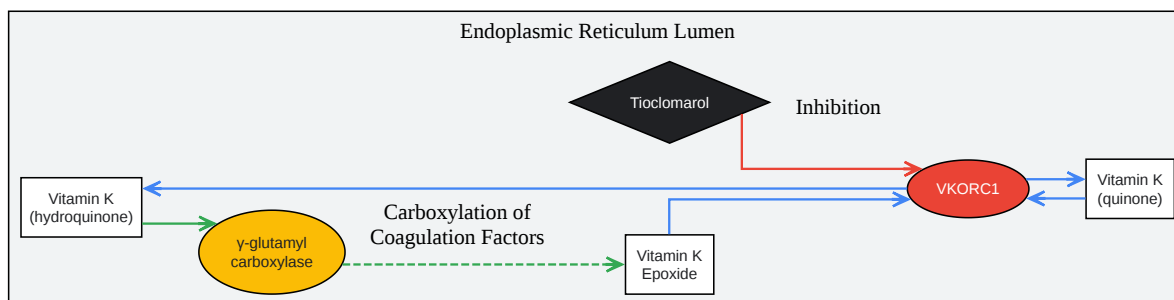 Endoplasmic Reticulum Lumen
Tioclomarol
Inhibition
Vitamin K
(hydroquinone)
VKORC1
Vitamin K
(quinone)
Carboxylation of
Coagulation Factors
γ-glutamyl
carboxylase
Vitamin K
Epoxide